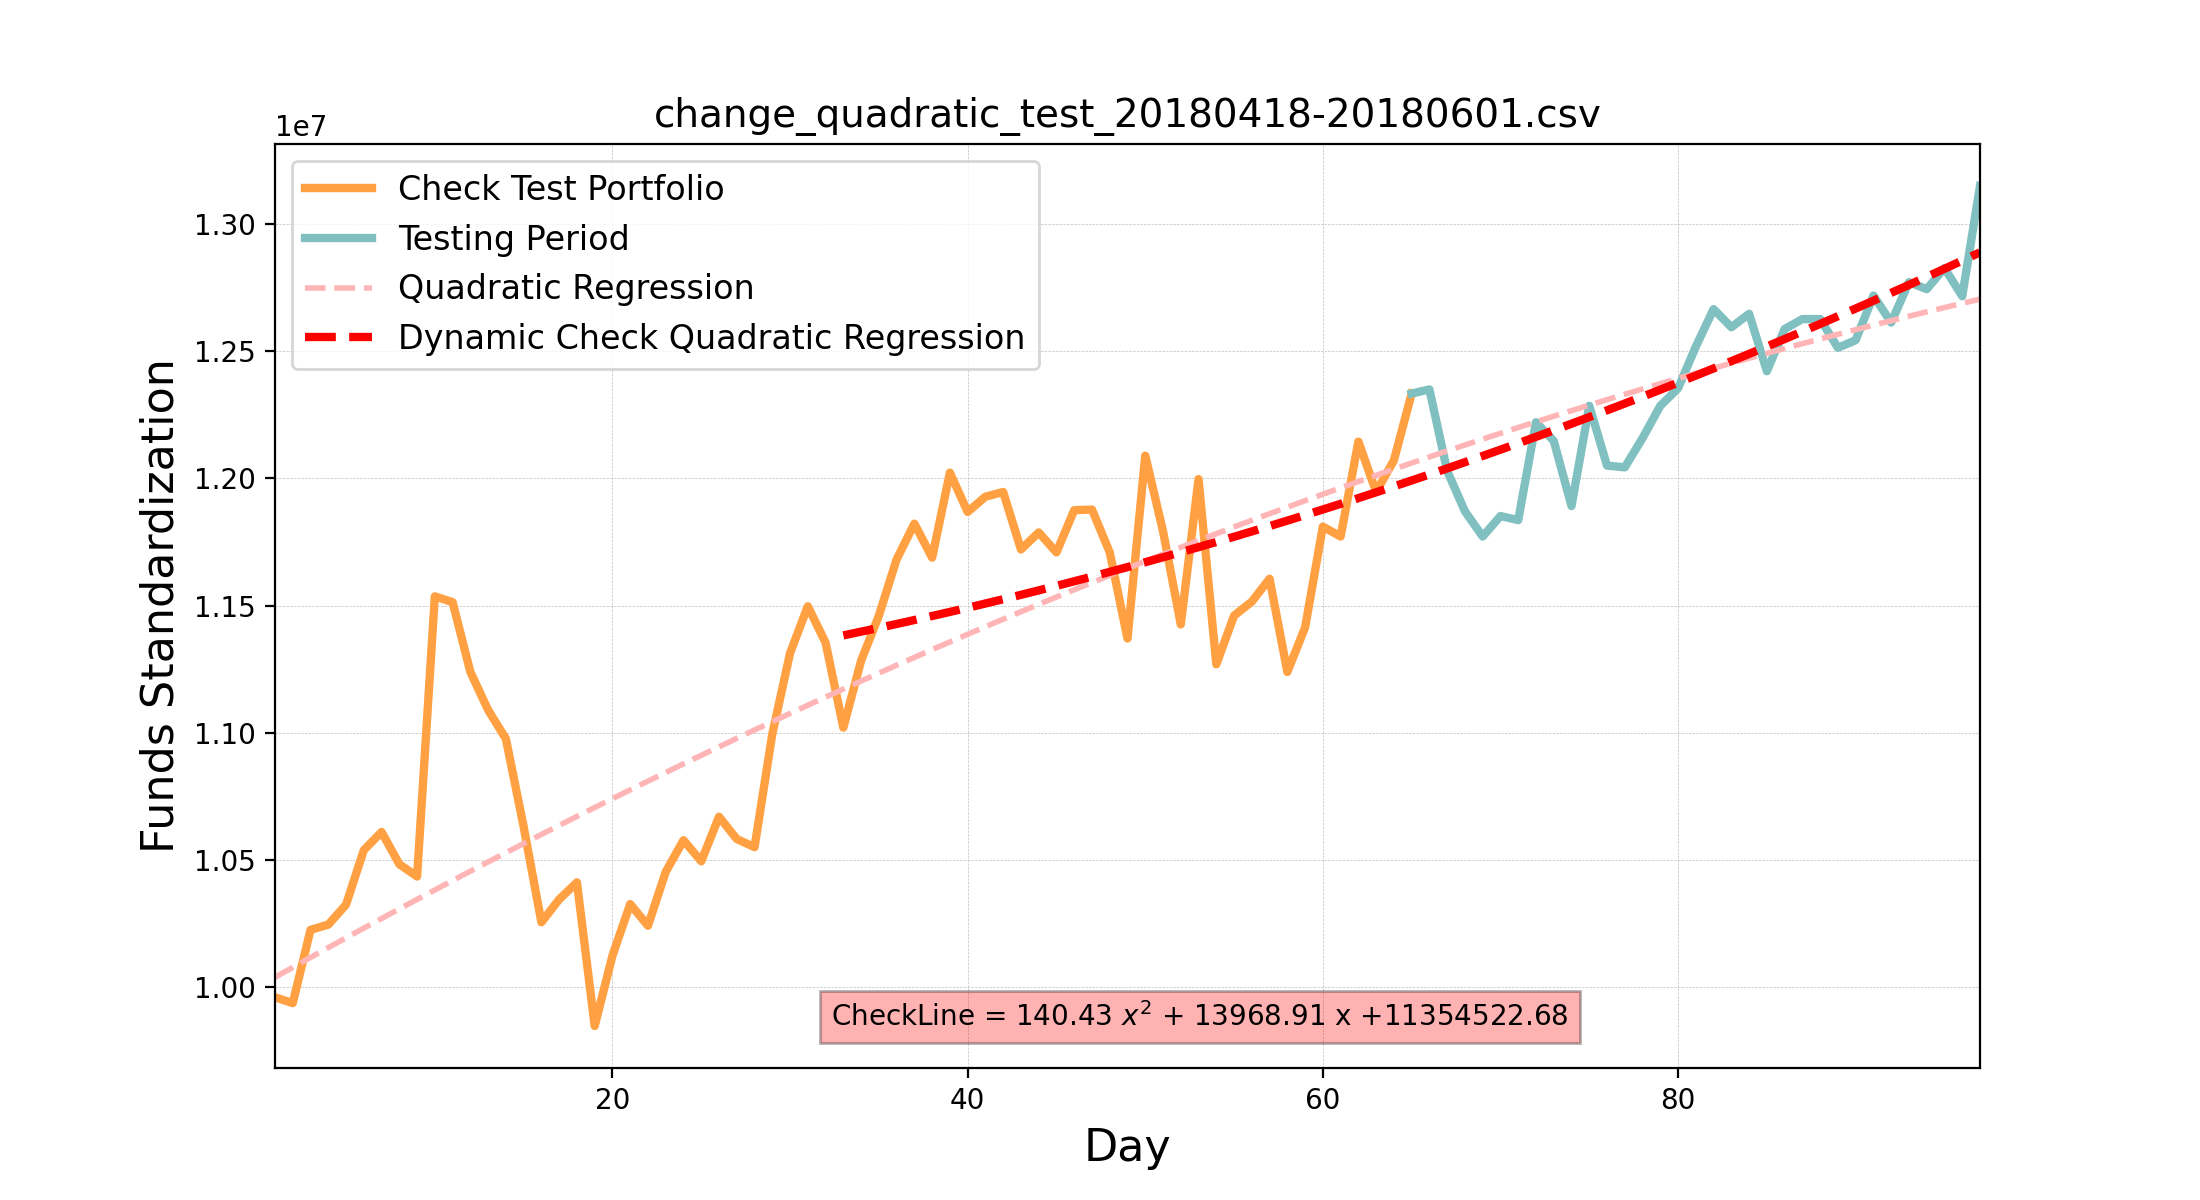 change_quadratic_test_20180418-20180601.csv
1e7
Check Test Portfolio
Testing Period
Quadratic Regression
Dynamic Check Quadratic Regression
1.30
1.25
1.20
1.15
1.10
1.05
1.00
Funds Standardization
CheckLine = 140.43 x² + 13968.91 x +11354522.68
20 40 60 80
Day